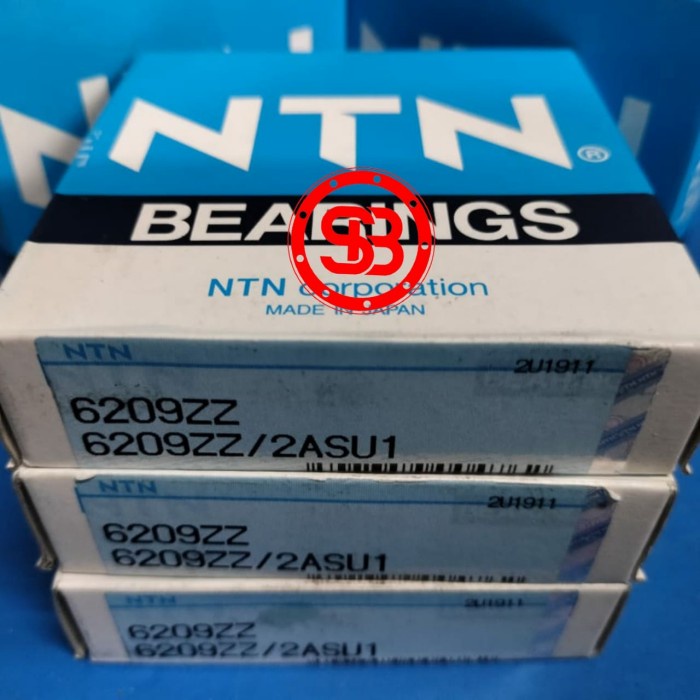 NTN®
BEARINGS
SBI
NTN corporation
MADE IN JAPAN
NTN
2U1911
6209ZZ
6209ZZ/2ASU1
NTN
2U1911
6209ZZ
6209ZZ/2ASU1
NTN
2U1911
6209ZZ
6209ZZ/2ASU1